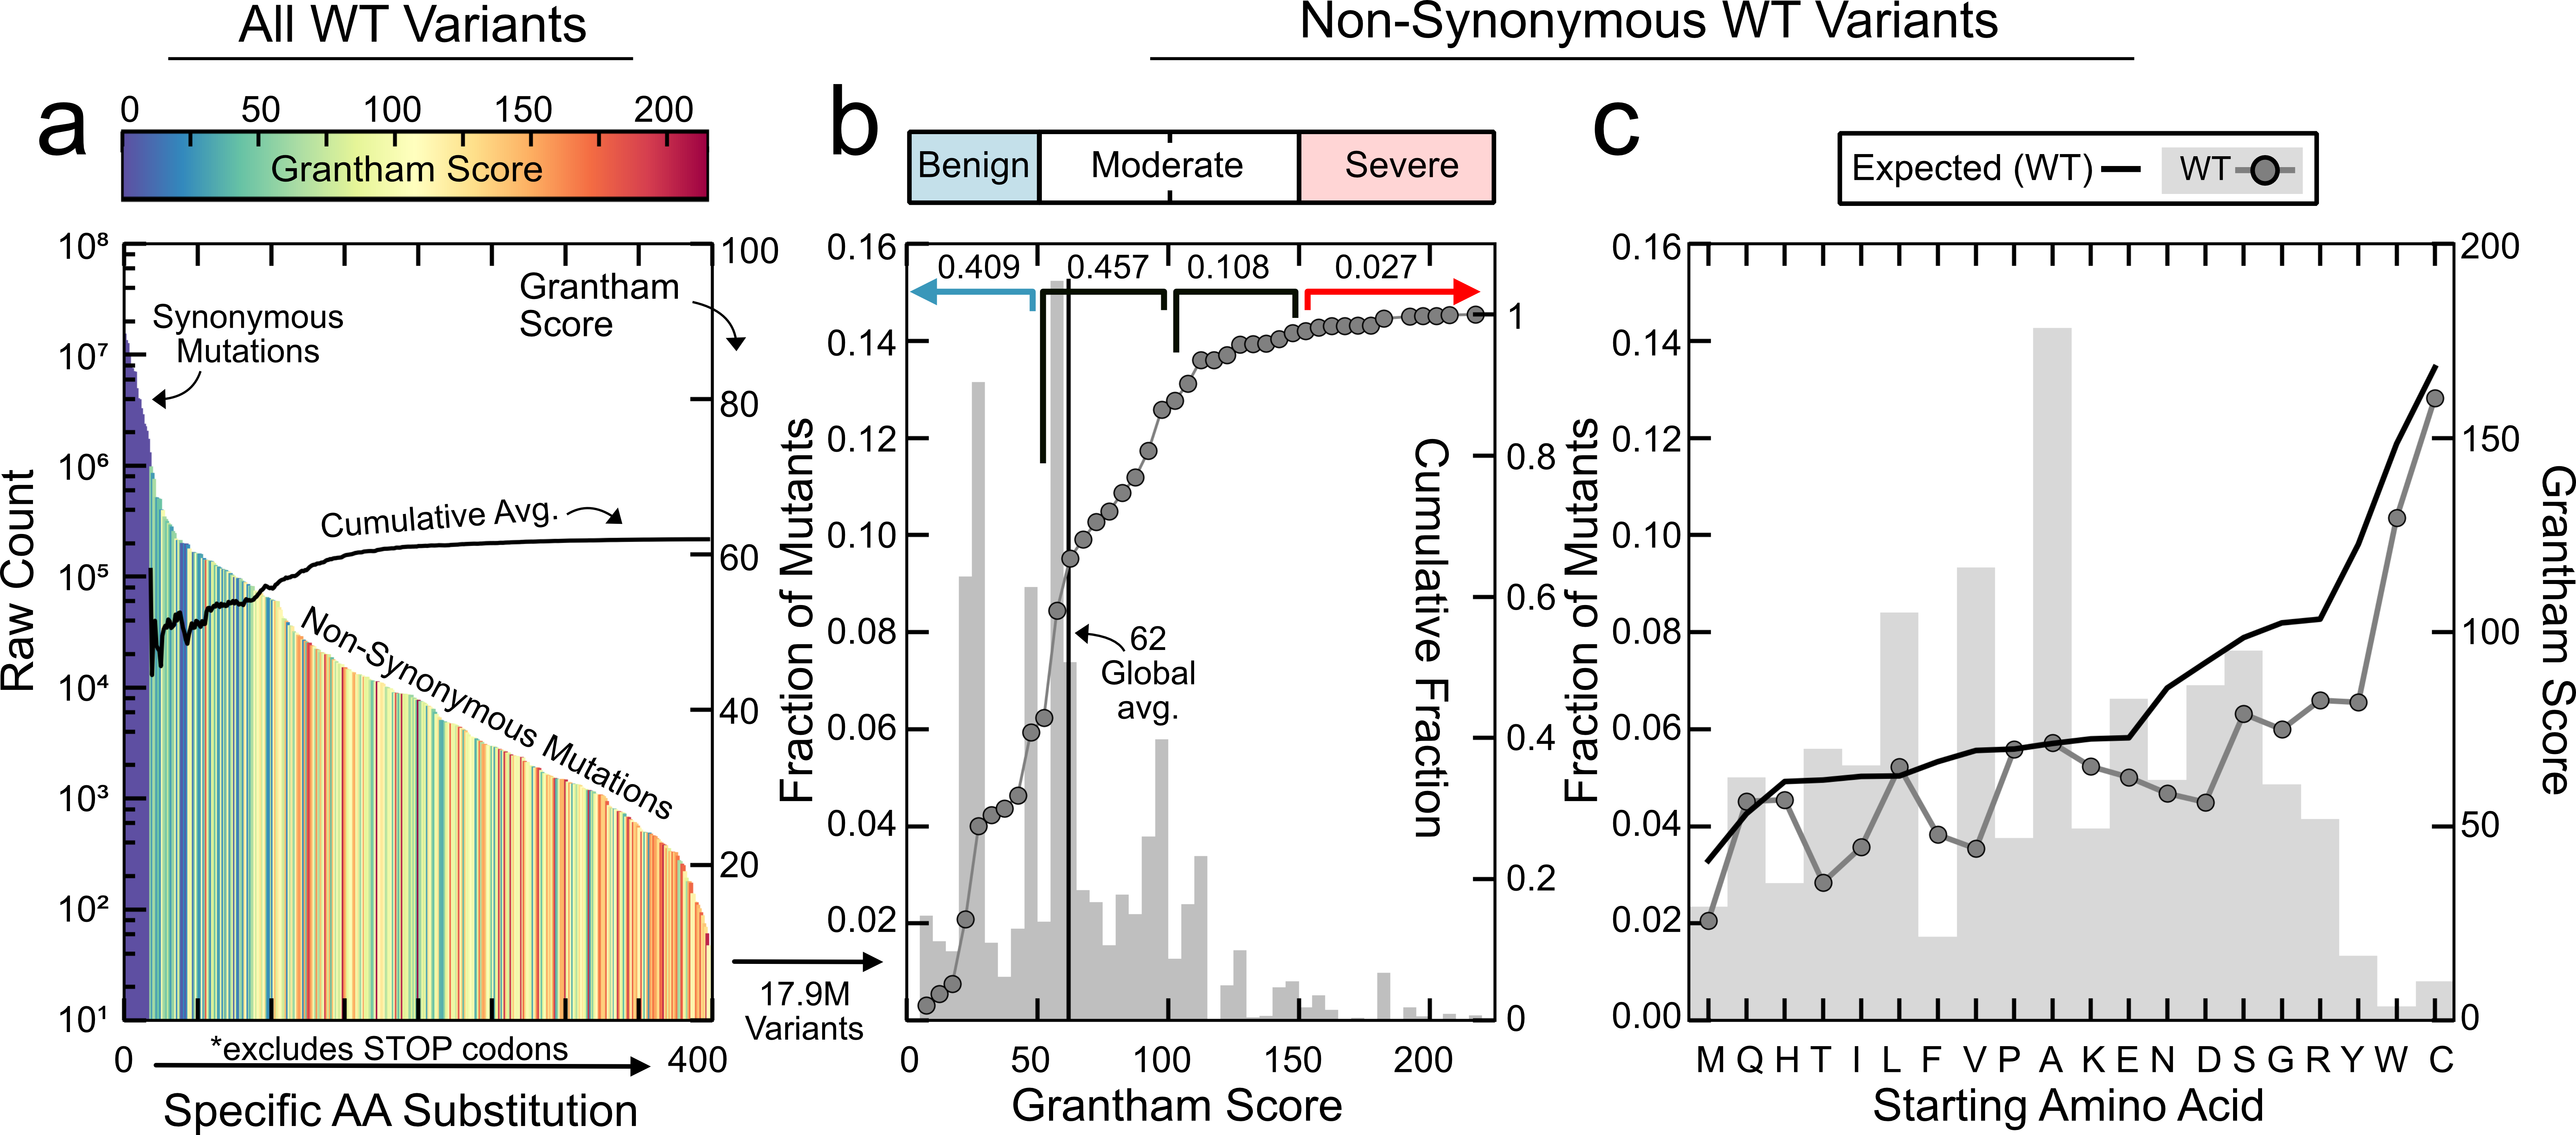 All WT Variants
Non-Synonymous WT Variants
a
0 50 100 150 200
Grantham Score
10⁸
10⁷
10⁶
10⁵
10⁴
10³
10²
10¹
Raw Count
100
80
60
40
20
Synonymous
Mutations
Grantham
Score
Cumulative Avg.
Non-Synonymous Mutations
0
*excludes STOP codons
400
Specific AA Substitution
17.9M
Variants
b
Benign
Moderate
Severe
0.16
0.14
0.12
0.10
0.08
0.06
0.04
0.02
Fraction of Mutants
0.409
0.457
0.108
0.027
62
Global
avg.
1
0.8
0.6
0.4
0.2
0
Cumulative Fraction
0 50 100 150 200
Grantham Score
c
Expected (WT)
WT
0.16
0.14
0.12
0.10
0.08
0.06
0.04
0.02
0.00
Fraction of Mutants
200
150
100
50
0
Grantham Score
M Q H T I L F V P A K E N D S G R Y W C
Starting Amino Acid